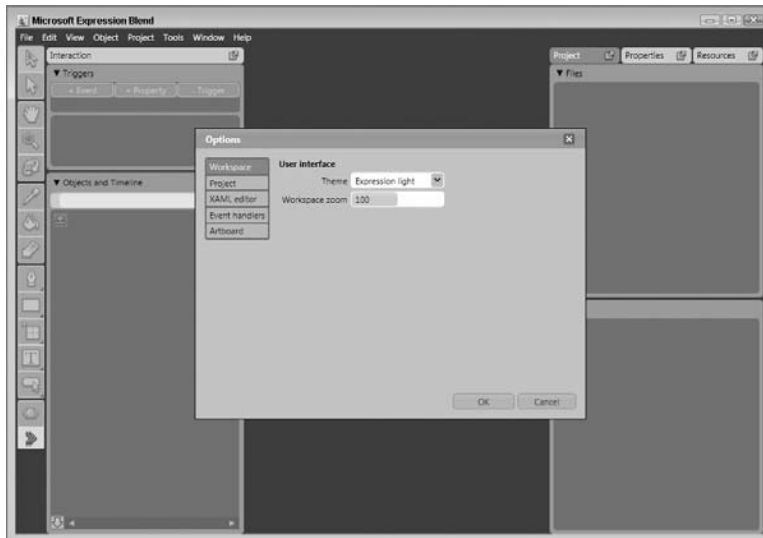 Microsoft Expression Blend
File Edit View Object Project Tools Window Help
Interaction
Project Properties Resources
▼ Triggers
▼ Files
+ Event + Property - Trigger
Options
Workspace
Project
XAML editor
Event handlers
Artboard
User interface
Theme Expression light
Workspace zoom 100
▼ Objects and Timeline
OK Cancel